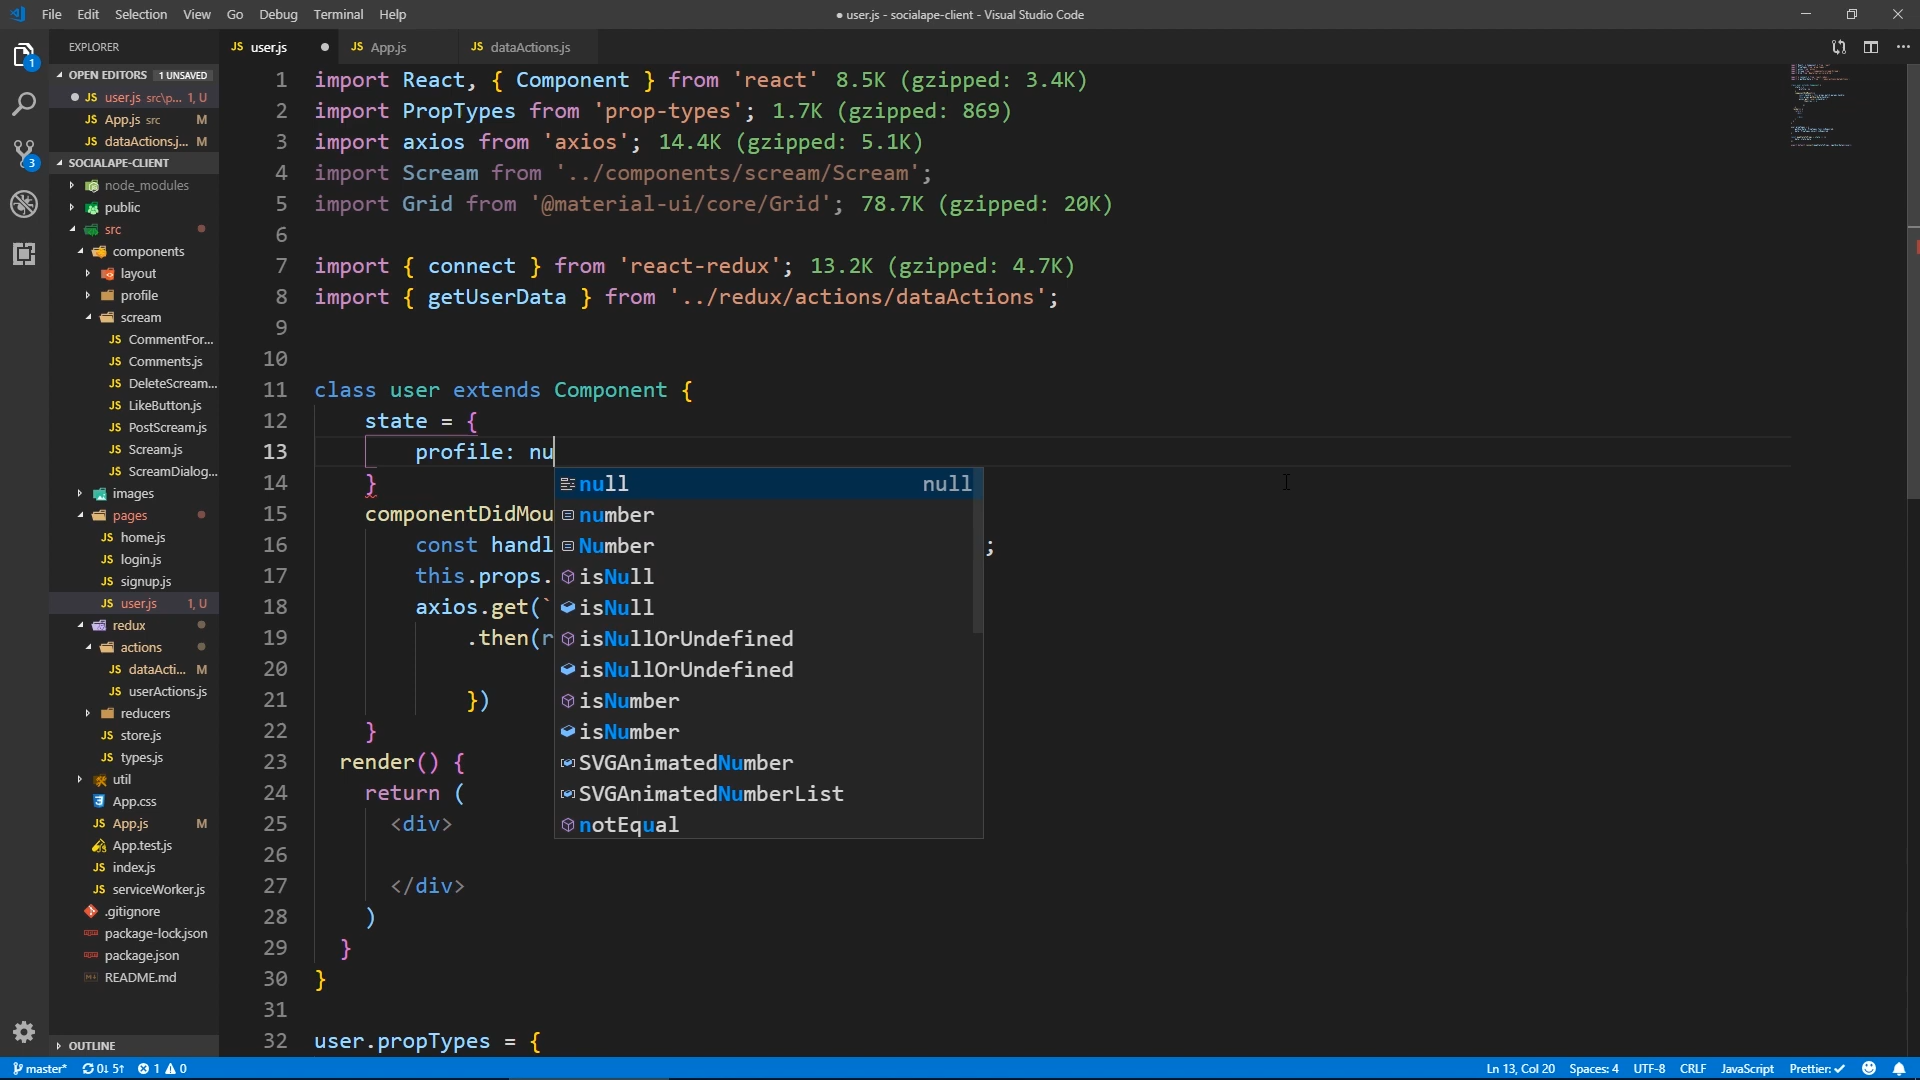 File Edit Selection View Go Debug Terminal Help
● user.js - socialape-client - Visual Studio Code
EXPLORER
OPEN EDITORS 1 UNSAVED
● JS user.js src\p... 1, U
JS App.js src M
JS dataActions.j... M
SOCIALAPE-CLIENT
node_modules
public
src
components
layout
profile
scream
JS CommentFor...
JS Comments.js
JS DeleteScream...
JS LikeButton.js
JS PostScream.js
JS Scream.js
JS ScreamDialog...
images
pages
JS home.js
JS login.js
JS signup.js
JS user.js 1, U
redux
actions
JS dataActi... M
JS userActions.js
reducers
JS store.js
JS types.js
util
App.css
JS App.js M
App.test.js
JS index.js
JS serviceWorker.js
.gitignore
package-lock.json
package.json
README.md
OUTLINE
JS user.js ● JS App.js JS dataActions.js
1 import React, { Component } from 'react' 8.5K (gzipped: 3.4K)
2 import PropTypes from 'prop-types'; 1.7K (gzipped: 869)
3 import axios from 'axios'; 14.4K (gzipped: 5.1K)
4 import Scream from '../components/scream/Scream';
5 import Grid from '@material-ui/core/Grid'; 78.7K (gzipped: 20K)
6
7 import { connect } from 'react-redux'; 13.2K (gzipped: 4.7K)
8 import { getUserData } from '../redux/actions/dataActions';
9
10
11 class user extends Component {
12 state = {
13 profile: nu
14 }
15 componentDidMou
16 const handl ;
17 this.props.
18 axios.get(`
19 .then(r
20
21 })
22 }
23 render() {
24 return (
25 <div>
26
27 </div>
28 )
29 }
30 }
31
32 user.propTypes = {
null null
number
Number
isNull
isNull
isNullOrUndefined
isNullOrUndefined
isNumber
isNumber
SVGAnimatedNumber
SVGAnimatedNumberList
notEqual
1
3
master* 0↓ 5↑ 1 0
Ln 13, Col 20 Spaces: 4 UTF-8 CRLF JavaScript Prettier: ✓